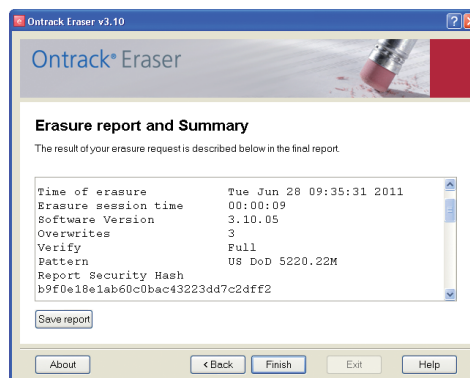 Ontrack Eraser v3.10
Ontrack® Eraser
Erasure report and Summary
The result of your erasure request is described below in the final report.
Time of erasure Tue Jun 28 09:35:31 2011
Erasure session time 00:00:09
Software Version 3.10.05
Overwrites 3
Verify Full
Pattern US DoD 5220.22M
Report Security Hash
b9f0e18e1ab60c0bac43223dd7c2dff2
Save report
About < Back Finish Exit Help